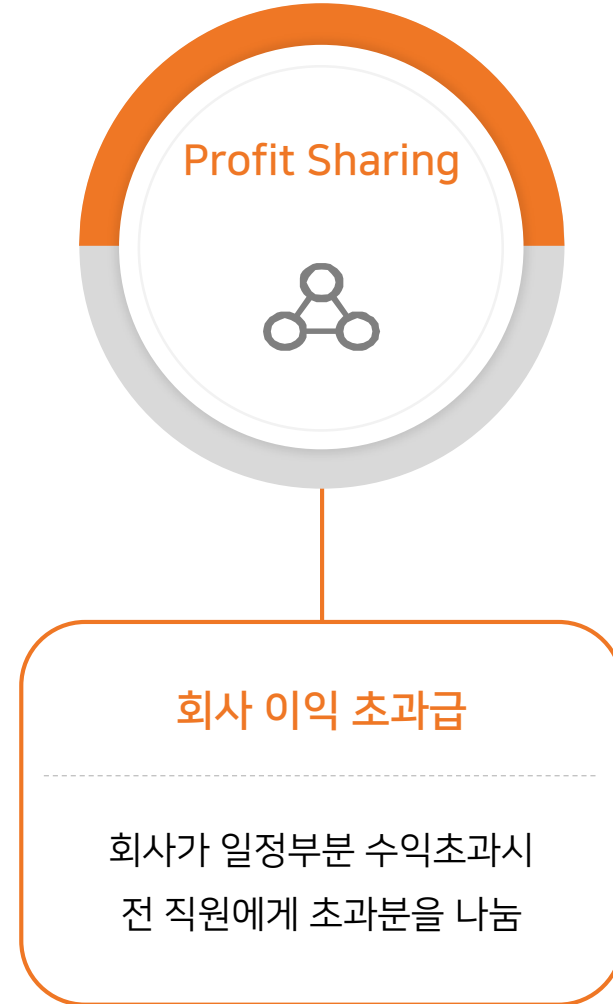 Profit Sharing
회사 이익 초과급
회사가 일정부분 수익초과시
전 직원에게 초과분을 나눔